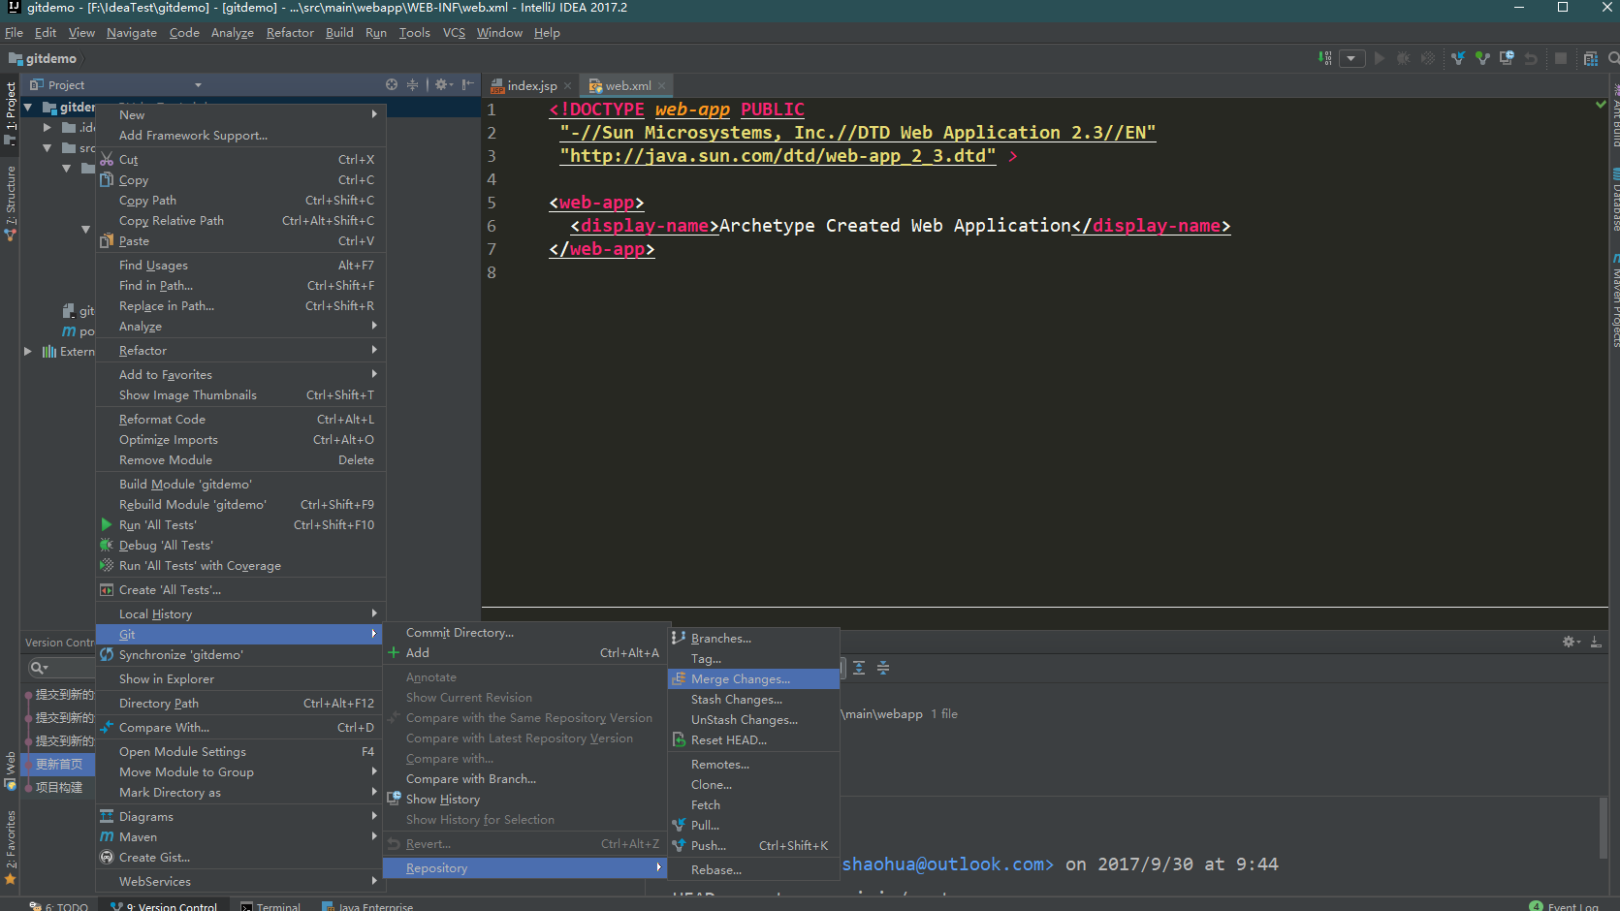 gitdemo - [F:\IdeaTest\gitdemo] - [gitdemo] - ...\src\main\webapp\WEB-INF\web.xml - IntelliJ IDEA 2017.2
File Edit View Navigate Code Analyze Refactor Build Run Tools VCS Window Help
gitdemo
Project
index.jsp
web.xml
1: Project
7: Structure
Web
2: Favorites
Ant Build
Database
Maven Projects
gitder
.ide
src
git
po
Extern
1 <!DOCTYPE web-app PUBLIC
2 "-//Sun Microsystems, Inc.//DTD Web Application 2.3//EN"
3 "http://java.sun.com/dtd/web-app_2_3.dtd" >
4
5 <web-app>
6 <display-name>Archetype Created Web Application</display-name>
7 </web-app>
8
New
Add Framework Support...
Cut Ctrl+X
Copy Ctrl+C
Copy Path Ctrl+Shift+C
Copy Relative Path Ctrl+Alt+Shift+C
Paste Ctrl+V
Find Usages Alt+F7
Find in Path... Ctrl+Shift+F
Replace in Path... Ctrl+Shift+R
Analyze
Refactor
Add to Favorites
Show Image Thumbnails Ctrl+Shift+T
Reformat Code Ctrl+Alt+L
Optimize Imports Ctrl+Alt+O
Remove Module Delete
Build Module 'gitdemo'
Rebuild Module 'gitdemo' Ctrl+Shift+F9
Run 'All Tests' Ctrl+Shift+F10
Debug 'All Tests'
Run 'All Tests' with Coverage
Create 'All Tests'...
Local History
Git
Synchronize 'gitdemo'
Show in Explorer
Directory Path Ctrl+Alt+F12
Compare With... Ctrl+D
Open Module Settings F4
Move Module to Group
Mark Directory as
Diagrams
Maven
Create Gist...
WebServices
Commit Directory...
Add Ctrl+Alt+A
Annotate
Show Current Revision
Compare with the Same Repository Version
Compare with Latest Repository Version
Compare with...
Compare with Branch...
Show History
Show History for Selection
Revert... Ctrl+Alt+Z
Repository
Branches...
Tag...
Merge Changes...
Stash Changes...
UnStash Changes...
Reset HEAD...
Remotes...
Clone...
Fetch
Pull...
Push... Ctrl+Shift+K
Rebase...
Version Contr
提交到新的
提交到新的
提交到新的
更新首页
项目构建
\main\webapp 1 file
shaohua@outlook.com> on 2017/9/30 at 9:44
6: TODO 9: Version Control Terminal Java Enterprise
4 Event Log